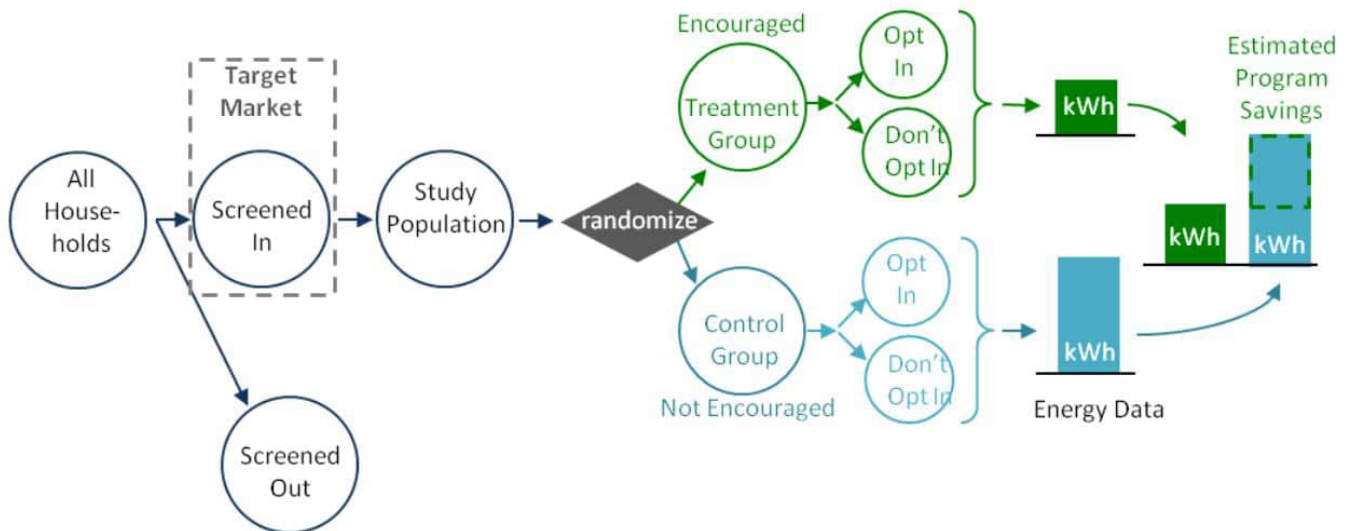 All
House-
holds
Target
Market
Screened
In
Screened
Out
Study
Population
randomize
Encouraged
Treatment
Group
Opt
In
Don't
Opt In
kWh
Control
Group
Not Encouraged
Opt
In
Don't
Opt In
kWh
Energy Data
Estimated
Program
Savings
kWh
kWh